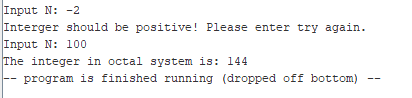 Input N: -2
Interger should be positive! Please enter try again.
Input N: 100
The integer in octal system is: 144
-- program is finished running (dropped off bottom) --